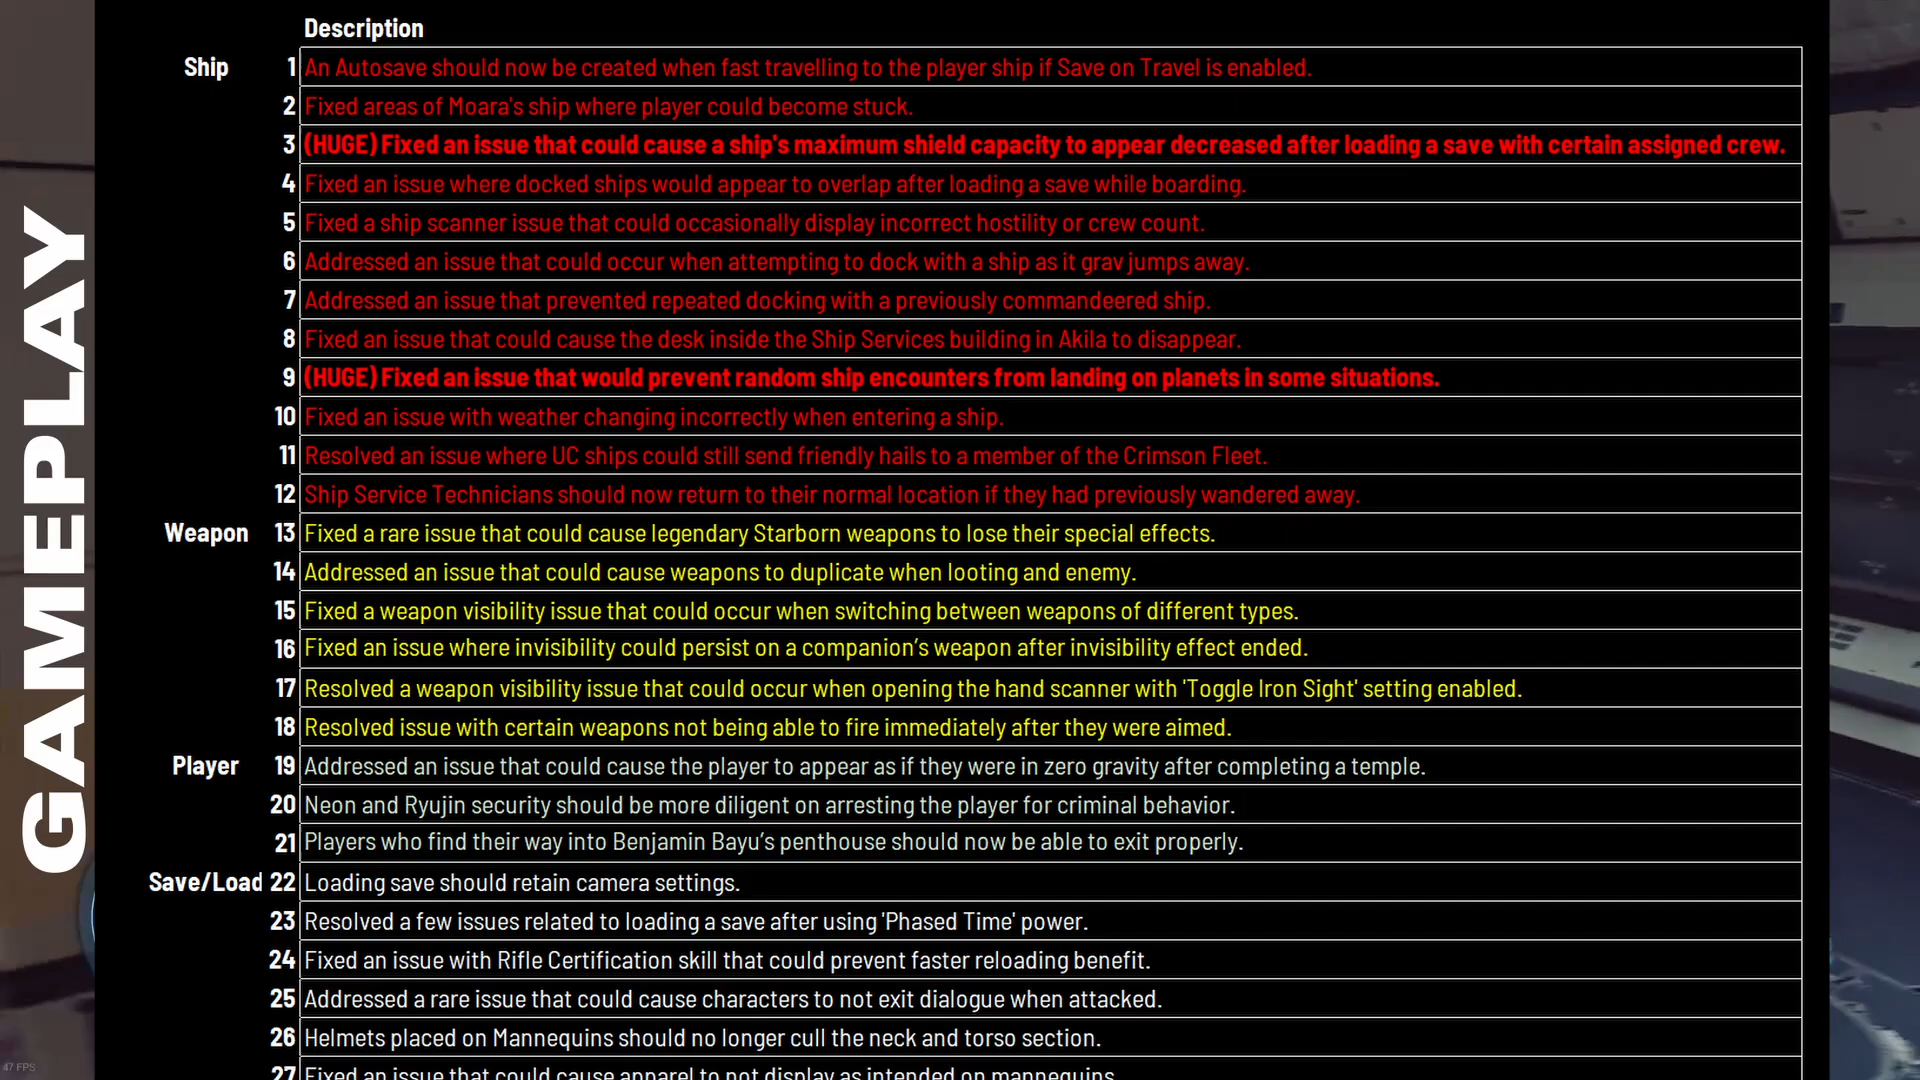 Description
Ship 1 An Autosave should now be created when fast travelling to the player ship if Save on Travel is enabled.
2 Fixed areas of Moara's ship where player could become stuck.
3 (HUGE) Fixed an issue that could cause a ship's maximum shield capacity to appear decreased after loading a save with certain assigned crew.
4 Fixed an issue where docked ships would appear to overlap after loading a save while boarding.
5 Fixed a ship scanner issue that could occasionally display incorrect hostility or crew count.
6 Addressed an issue that could occur when attempting to dock with a ship as it grav jumps away.
7 Addressed an issue that prevented repeated docking with a previously commandeered ship.
8 Fixed an issue that could cause the desk inside the Ship Services building in Akila to disappear.
9 (HUGE) Fixed an issue that would prevent random ship encounters from landing on planets in some situations.
10 Fixed an issue with weather changing incorrectly when entering a ship.
11 Resolved an issue where UC ships could still send friendly hails to a member of the Crimson Fleet.
12 Ship Service Technicians should now return to their normal location if they had previously wandered away.
Weapon 13 Fixed a rare issue that could cause legendary Starborn weapons to lose their special effects.
14 Addressed an issue that could cause weapons to duplicate when looting and enemy.
15 Fixed a weapon visibility issue that could occur when switching between weapons of different types.
16 Fixed an issue where invisibility could persist on a companion’s weapon after invisibility effect ended.
17 Resolved a weapon visibility issue that could occur when opening the hand scanner with 'Toggle Iron Sight' setting enabled.
18 Resolved issue with certain weapons not being able to fire immediately after they were aimed.
Player 19 Addressed an issue that could cause the player to appear as if they were in zero gravity after completing a temple.
20 Neon and Ryujin security should be more diligent on arresting the player for criminal behavior.
21 Players who find their way into Benjamin Bayu’s penthouse should now be able to exit properly.
Save/Load 22 Loading save should retain camera settings.
23 Resolved a few issues related to loading a save after using 'Phased Time' power.
24 Fixed an issue with Rifle Certification skill that could prevent faster reloading benefit.
25 Addressed a rare issue that could cause characters to not exit dialogue when attacked.
26 Helmets placed on Mannequins should no longer cull the neck and torso section.
27 Fixed an issue that could cause apparel to not display as intended on mannequins.
GAMEPLAY
47 FPS